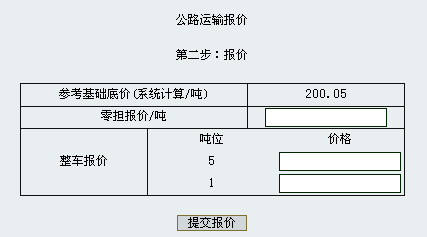 公路运输报价
第二步：报价
参考基础底价(系统计算/吨) 200.05
零担报价/吨
吨位 价格
整车报价 5
1
提交报价